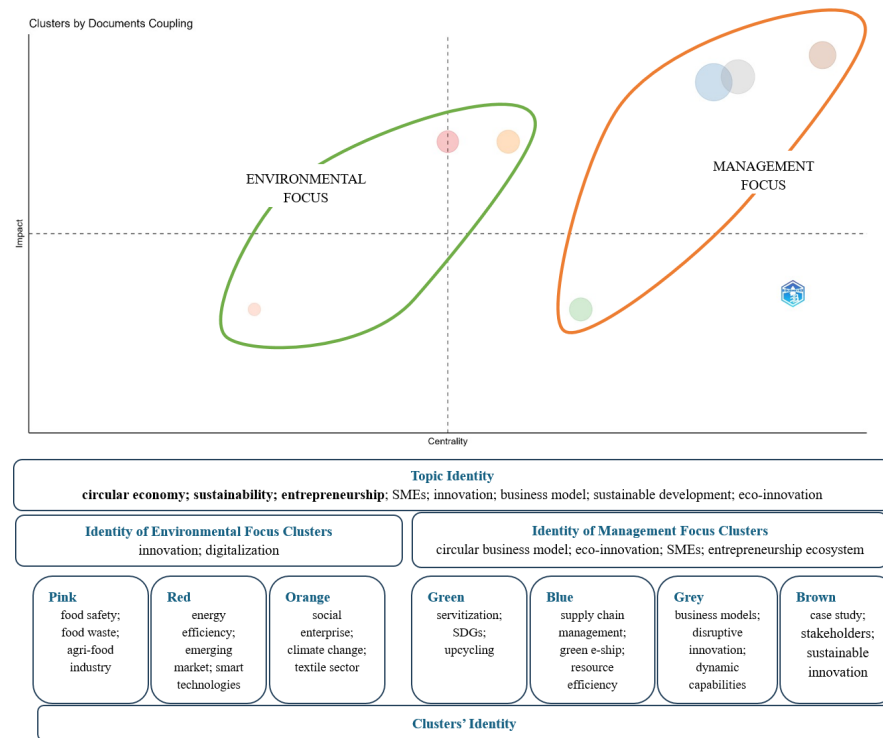 Clusters by Documents Coupling
ENVIRONMENTAL
FOCUS
MANAGEMENT
FOCUS
Impact
Centrality
Topic Identity
circular economy; sustainability; entrepreneurship; SMEs; innovation; business model; sustainable development; eco-innovation
Identity of Environmental Focus Clusters
innovation; digitalization
Identity of Management Focus Clusters
circular business model; eco-innovation; SMEs; entrepreneurship ecosystem
Pink
food safety;
food waste;
agri-food
industry
Red
energy
efficiency;
emerging
market; smart
technologies
Orange
social
enterprise;
climate change;
textile sector
Green
servitization;
SDGs;
upcycling
Blue
supply chain
management;
green e-ship;
resource
efficiency
Grey
business models;
disruptive
innovation;
dynamic
capabilities
Brown
case study;
stakeholders;
sustainable
innovation
Clusters' Identity